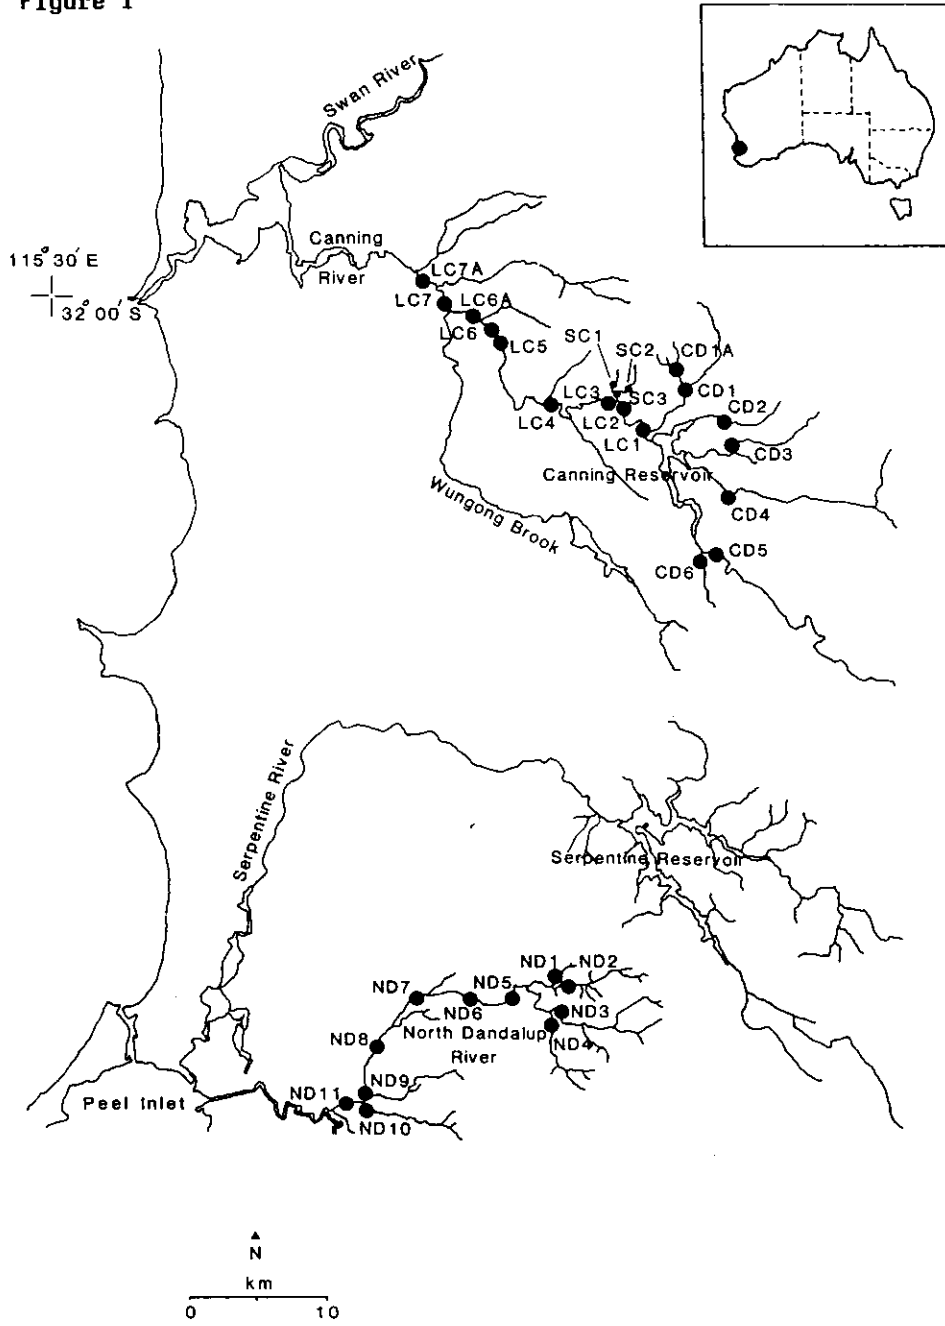 Figure 1
Swan River
Canning
River
115° 30′ E
32° 00′ S
LC7A
LC7
LC6A
LC6
LC5
SC1
SC2
CD1A
LC3
SC3
CD1
LC4
LC2
CD2
LC1
CD3
Canning Reservoir
Wungong Brook
CD4
CD5
CD6
Serpentine River
Serpentine Reservoir
ND1
ND2
ND7
ND5
ND6
ND3
North Dandalup
River
ND4
ND8
ND9
ND11
Peel Inlet
ND10
N
km
0 10